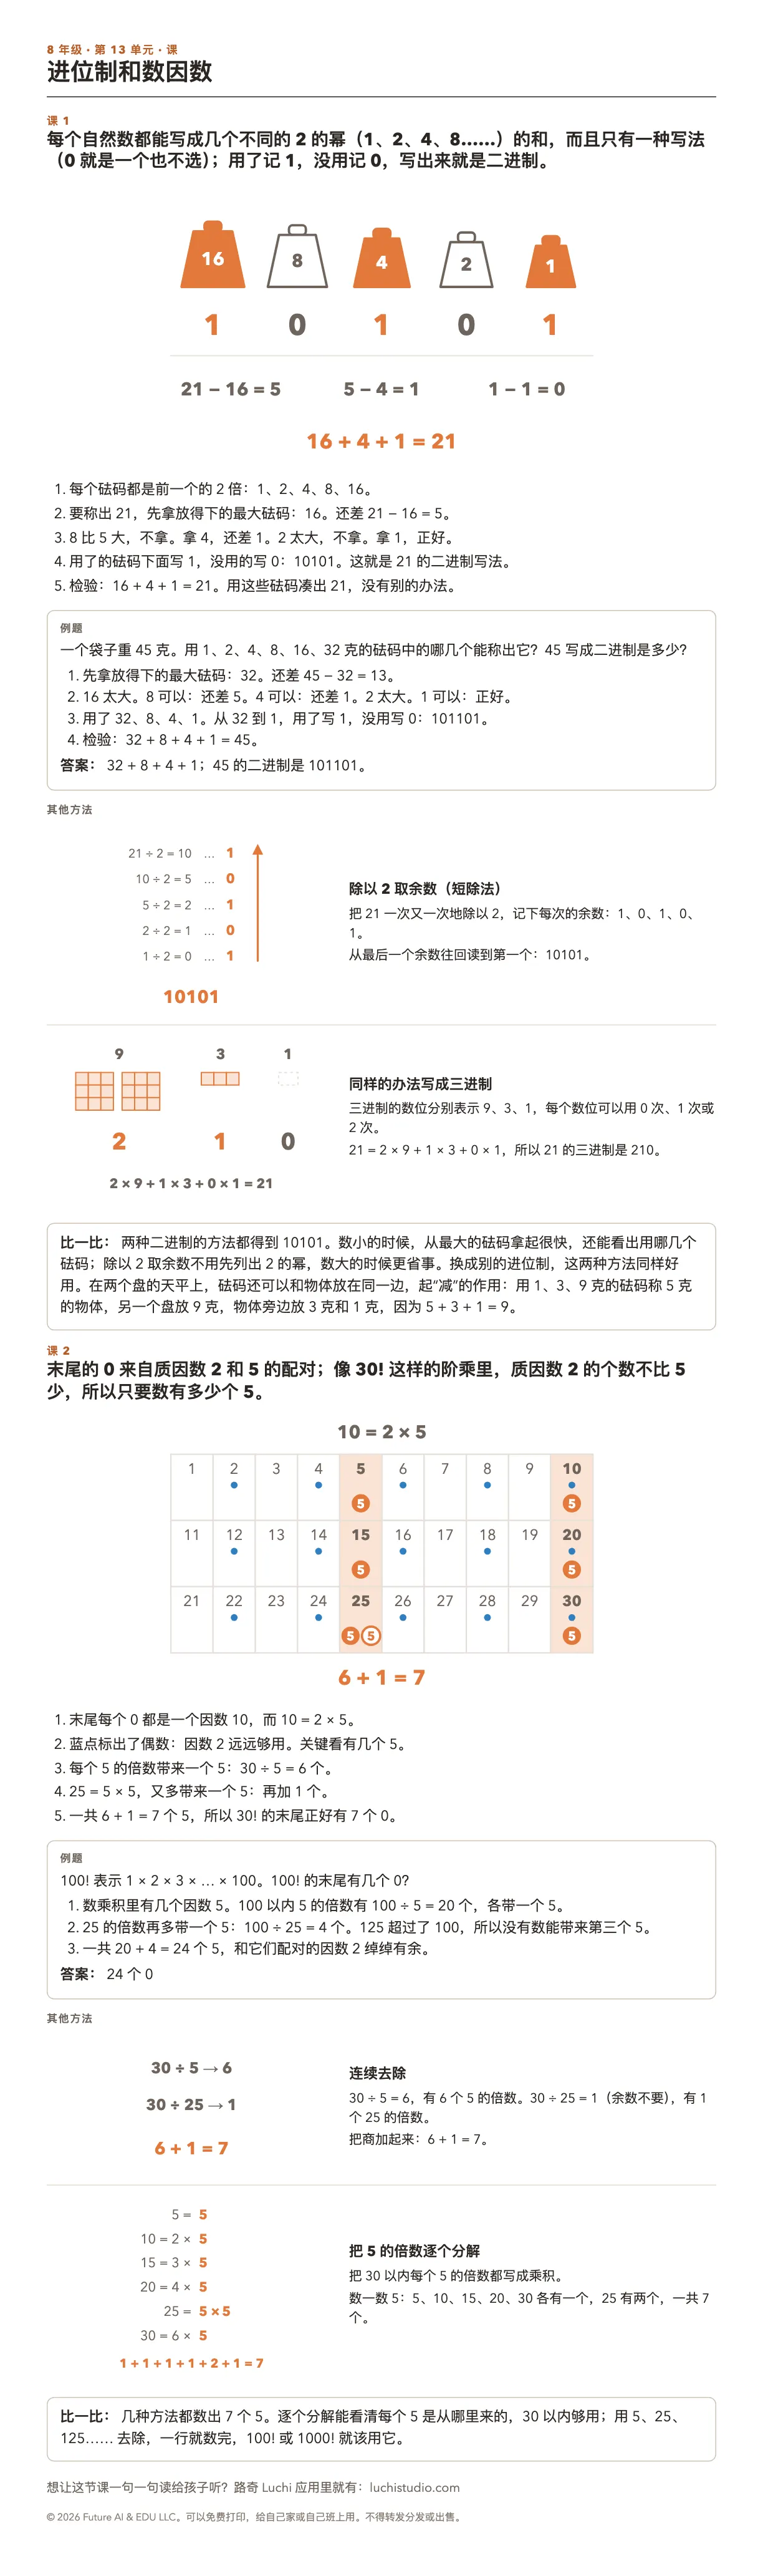 8 年级 · 第 13 单元 · 课
进位制和数因数
课 1
每个自然数都能写成几个不同的 2 的幂（1、2、4、8……）的和，而且只有一种写法
（0 就是一个也不选）；用了记 1，没用记 0，写出来就是二进制。
16 8 4 2 1
1 0 1 0 1
21 − 16 = 5 5 − 4 = 1 1 − 1 = 0
16 + 4 + 1 = 21
1. 每个砝码都是前一个的 2 倍：1、2、4、8、16。
2. 要称出 21，先拿放得下的最大砝码：16。还差 21 − 16 = 5。
3. 8 比 5 大，不拿。拿 4，还差 1。2 太大，不拿。拿 1，正好。
4. 用了的砝码下面写 1，没用的写 0：10101。这就是 21 的二进制写法。
5. 检验：16 + 4 + 1 = 21。用这些砝码凑出 21，没有别的办法。
例题
一个袋子重 45 克。用 1、2、4、8、16、32 克的砝码中的哪几个能称出它？45 写成二进制是多少？
1. 先拿放得下的最大砝码：32。还差 45 − 32 = 13。
2. 16 太大。8 可以：还差 5。4 可以：还差 1。2 太大。1 可以：正好。
3. 用了 32、8、4、1。从 32 到 1，用了写 1，没用写 0：101101。
4. 检验：32 + 8 + 4 + 1 = 45。
答案： 32 + 8 + 4 + 1；45 的二进制是 101101。
其他方法
21 ÷ 2 = 10 … 1
10 ÷ 2 = 5 … 0
5 ÷ 2 = 2 … 1
2 ÷ 2 = 1 … 0
1 ÷ 2 = 0 … 1
10101
除以 2 取余数（短除法）
把 21 一次又一次地除以 2，记下每次的余数：1、0、1、0、
1。
从最后一个余数往回读到第一个：10101。
9 3 1
2 1 0
2 × 9 + 1 × 3 + 0 × 1 = 21
同样的办法写成三进制
三进制的数位分别表示 9、3、1，每个数位可以用 0 次、1 次或
2 次。
21 = 2 × 9 + 1 × 3 + 0 × 1，所以 21 的三进制是 210。
比一比： 两种二进制的方法都得到 10101。数小的时候，从最大的砝码拿起很快，还能看出用哪几个
砝码；除以 2 取余数不用先列出 2 的幂，数大的时候更省事。换成别的进位制，这两种方法同样好
用。在两个盘的天平上，砝码还可以和物体放在同一边，起“减”的作用：用 1、3、9 克的砝码称 5 克
的物体，另一个盘放 9 克，物体旁边放 3 克和 1 克，因为 5 + 3 + 1 = 9。
课 2
末尾的 0 来自质因数 2 和 5 的配对；像 30! 这样的阶乘里，质因数 2 的个数不比 5
少，所以只要数有多少个 5。
10 = 2 × 5
1 2 3 4 5 6 7 8 9 10
5 5
11 12 13 14 15 16 17 18 19 20
5 5
21 22 23 24 25 26 27 28 29 30
5 5 5
6 + 1 = 7
1. 末尾每个 0 都是一个因数 10，而 10 = 2 × 5。
2. 蓝点标出了偶数：因数 2 远远够用。关键看有几个 5。
3. 每个 5 的倍数带来一个 5：30 ÷ 5 = 6 个。
4. 25 = 5 × 5，又多带来一个 5：再加 1 个。
5. 一共 6 + 1 = 7 个 5，所以 30! 的末尾正好有 7 个 0。
例题
100! 表示 1 × 2 × 3 × … × 100。100! 的末尾有几个 0？
1. 数乘积里有几个因数 5。100 以内 5 的倍数有 100 ÷ 5 = 20 个，各带一个 5。
2. 25 的倍数再多带一个 5：100 ÷ 25 = 4 个。125 超过了 100，所以没有数能带来第三个 5。
3. 一共 20 + 4 = 24 个 5，和它们配对的因数 2 绰绰有余。
答案： 24 个 0
其他方法
30 ÷ 5 → 6
30 ÷ 25 → 1
6 + 1 = 7
连续去除
30 ÷ 5 = 6，有 6 个 5 的倍数。30 ÷ 25 = 1（余数不要），有 1
个 25 的倍数。
把商加起来：6 + 1 = 7。
5 = 5
10 = 2 × 5
15 = 3 × 5
20 = 4 × 5
25 = 5 × 5
30 = 6 × 5
1 + 1 + 1 + 1 + 2 + 1 = 7
把 5 的倍数逐个分解
把 30 以内每个 5 的倍数都写成乘积。
数一数 5：5、10、15、20、30 各有一个，25 有两个，一共 7
个。
比一比： 几种方法都数出 7 个 5。逐个分解能看清每个 5 是从哪里来的，30 以内够用；用 5、25、
125…… 去除，一行就数完，100! 或 1000! 就该用它。
想让这节课一句一句读给孩子听？路奇 Luchi 应用里就有：luchistudio.com
© 2026 Future AI & EDU LLC。可以免费打印，给自己家或自己班上用。不得转发分发或出售。